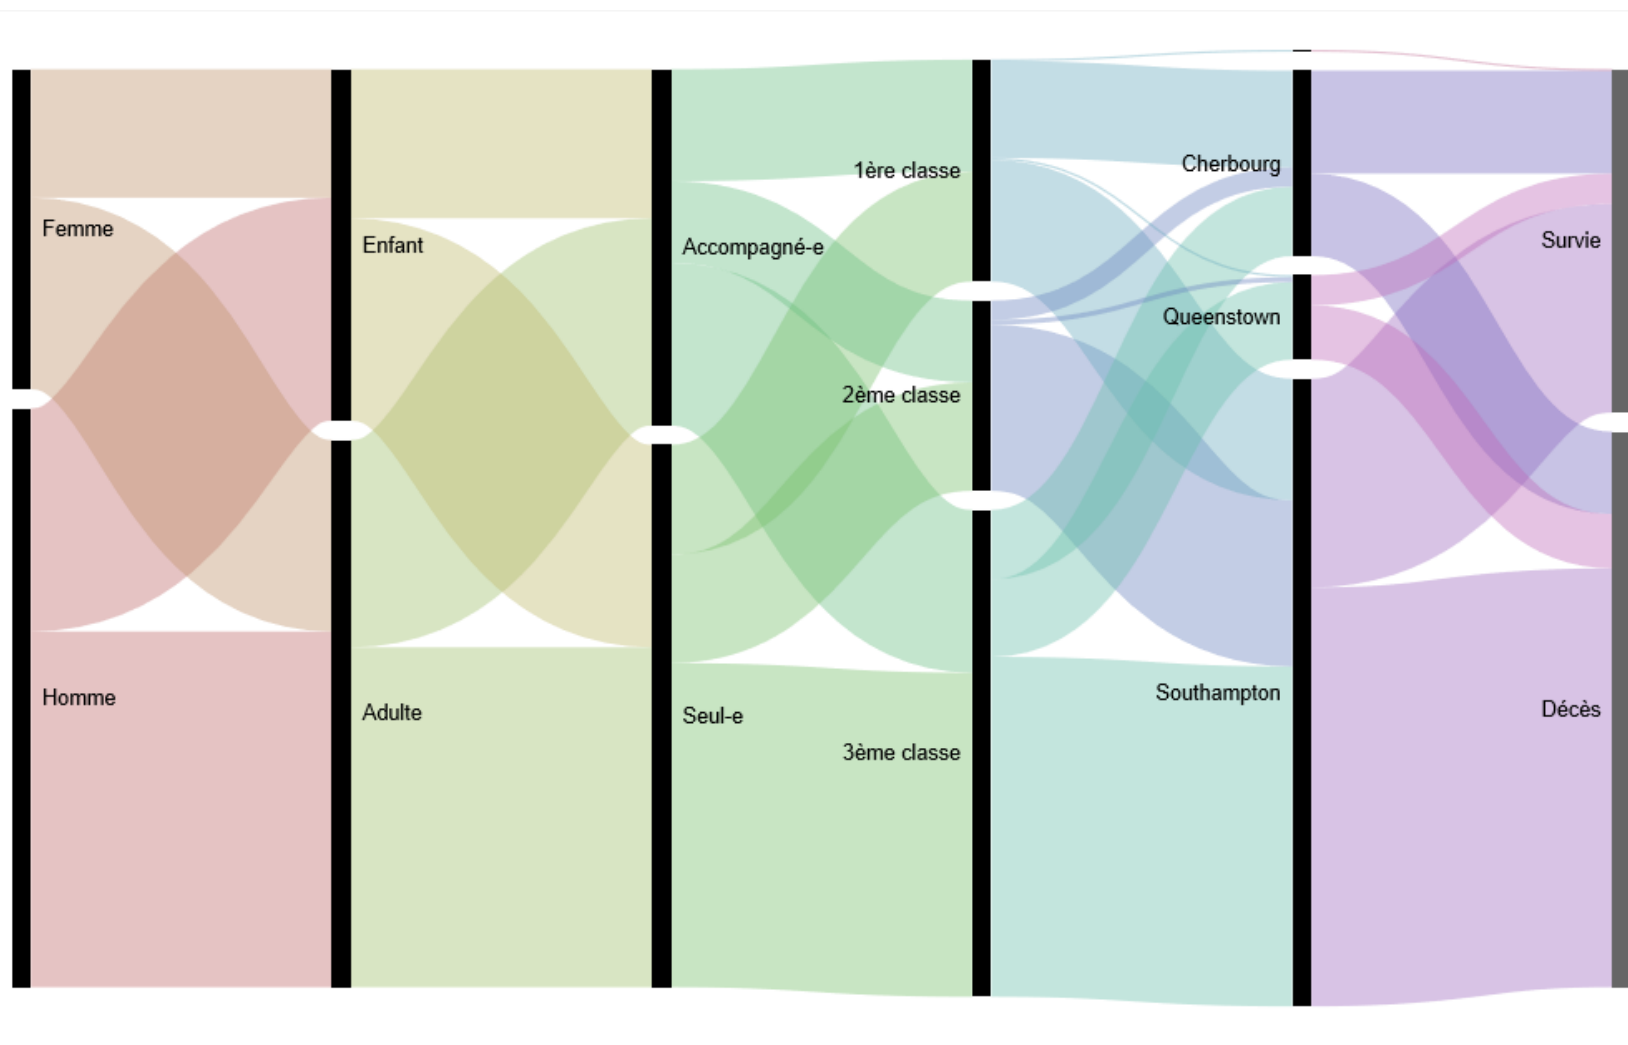 Femme
Homme
Enfant
Adulte
Accompagné-e
Seul-e
1ère classe
2ème classe
3ème classe
Cherbourg
Queenstown
Southampton
Survie
Décès